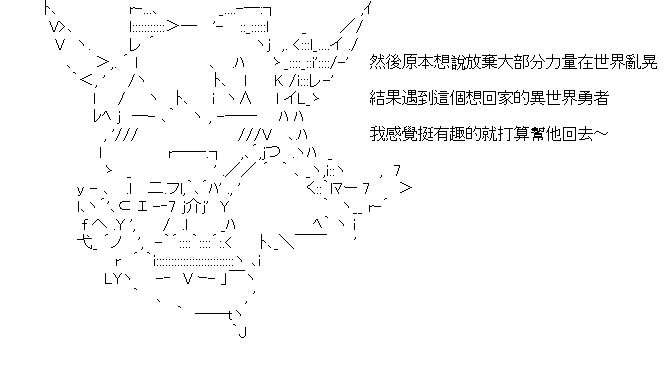 然後原本想說放棄大部分力量在世界亂晃
結果遇到這個想回家的異世界勇者
我感覺挺有趣的就打算幫他回去～